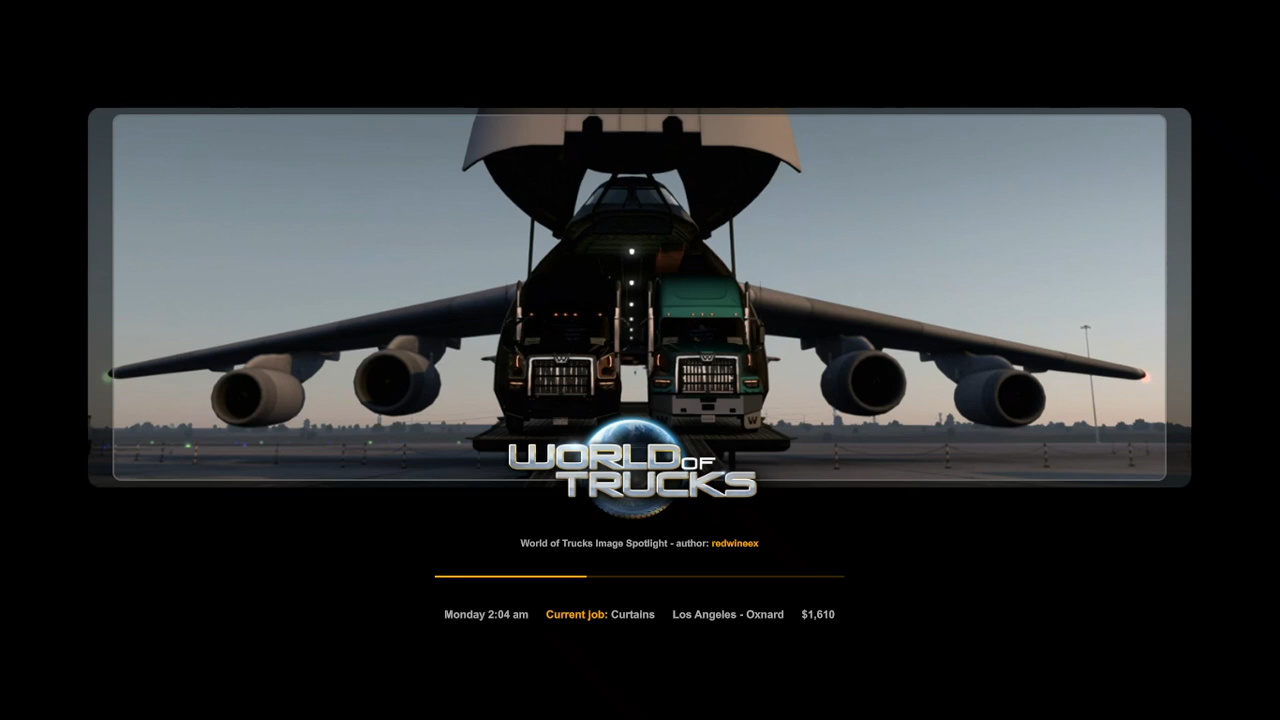 WORLD OF
TRUCKS
World of Trucks Image Spotlight - author: redwineex
Monday 2:04 am Current job: Curtains Los Angeles - Oxnard $1,610